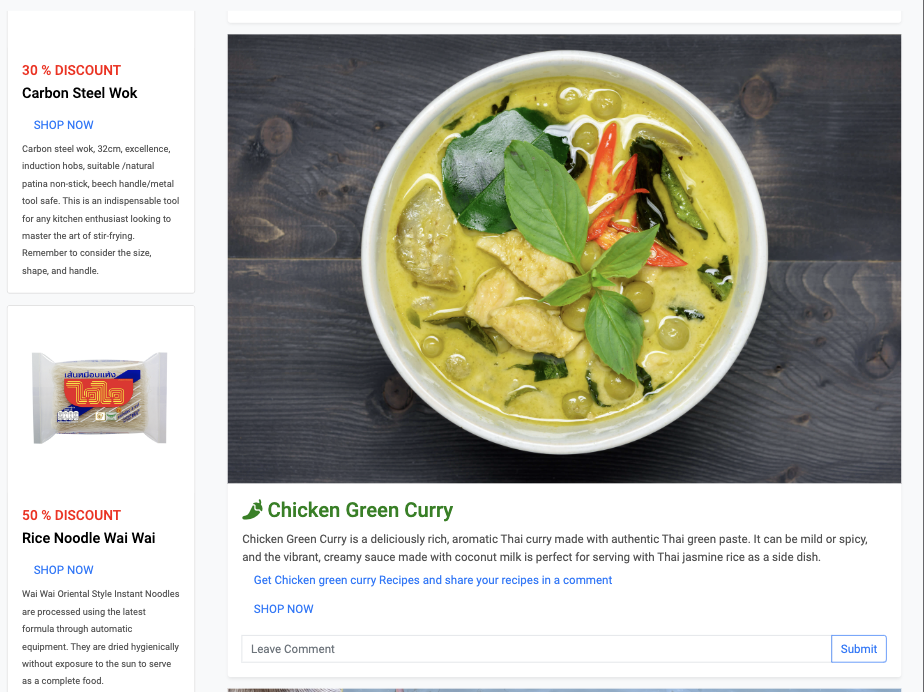 30 % DISCOUNT
Carbon Steel Wok
SHOP NOW
Carbon steel wok, 32cm, excellence,
induction hobs, suitable /natural
patina non-stick, beech handle/metal
tool safe. This is an indispensable tool
for any kitchen enthusiast looking to
master the art of stir-frying.
Remember to consider the size,
shape, and handle.
เส้นหมี่อบแห้ง
ไวไว
50 % DISCOUNT
Rice Noodle Wai Wai
SHOP NOW
Wai Wai Oriental Style Instant Noodles
are processed using the latest
formula through automatic
equipment. They are dried hygienically
without exposure to the sun to serve
as a complete food.
Chicken Green Curry
Chicken Green Curry is a deliciously rich, aromatic Thai curry made with authentic Thai green paste. It can be mild or spicy,
and the vibrant, creamy sauce made with coconut milk is perfect for serving with Thai jasmine rice as a side dish.
Get Chicken green curry Recipes and share your recipes in a comment
SHOP NOW
Leave Comment
Submit